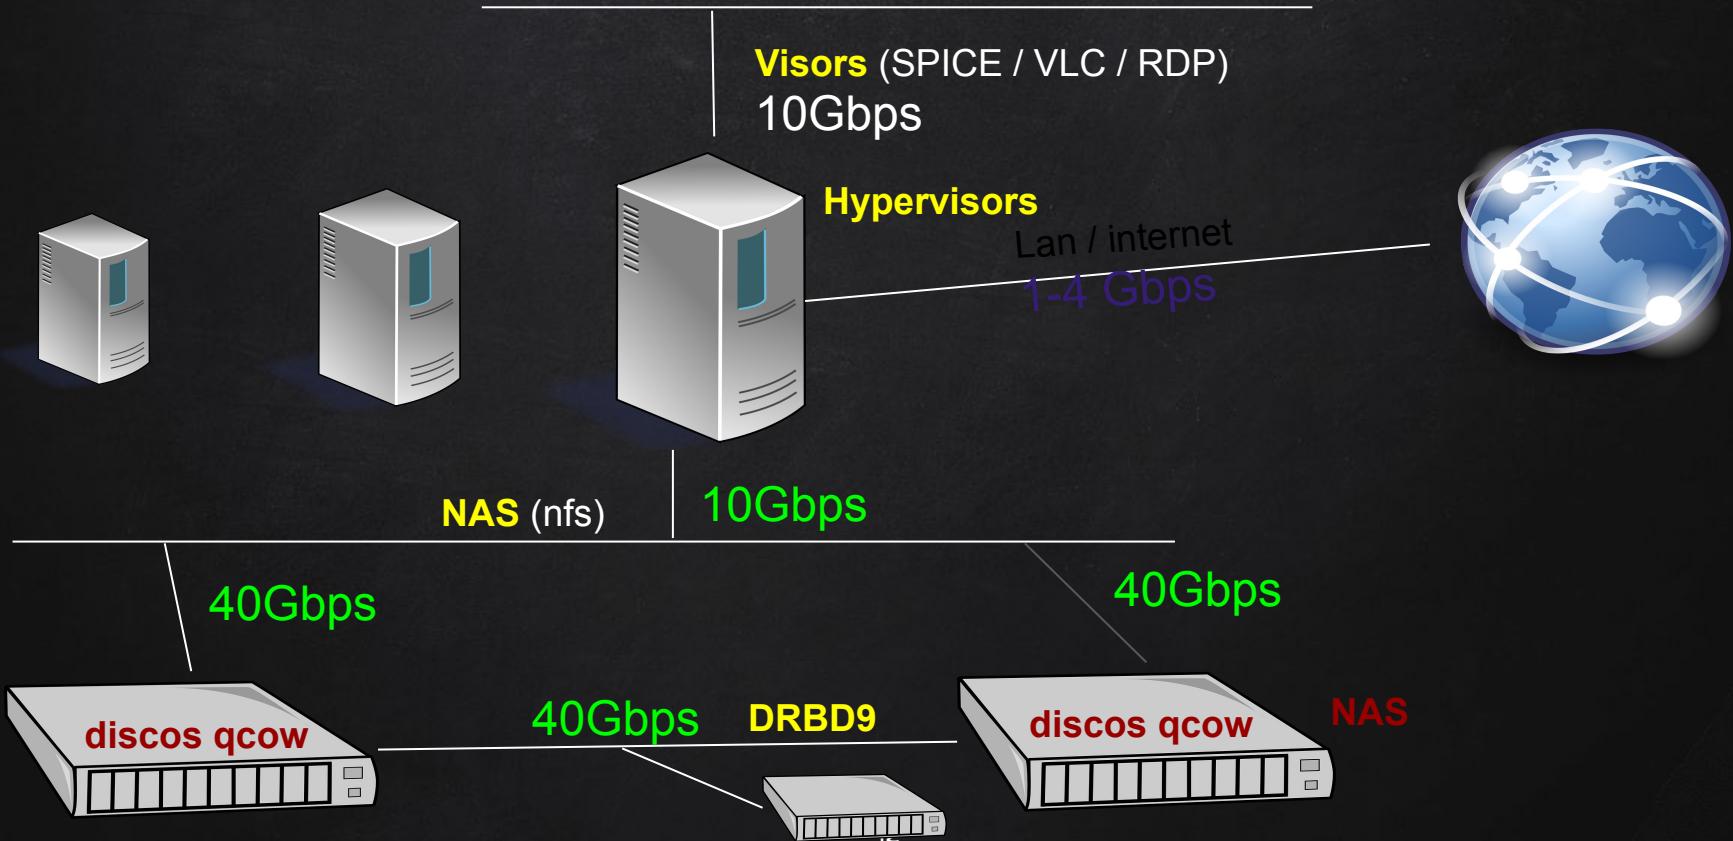 Visors (SPICE / VLC / RDP)
10Gbps
Hypervisors
Lan / internet
1-4 Gbps
NAS (nfs)
10Gbps
40Gbps
40Gbps
discos qcow
40Gbps
DRBD9
discos qcow
NAS